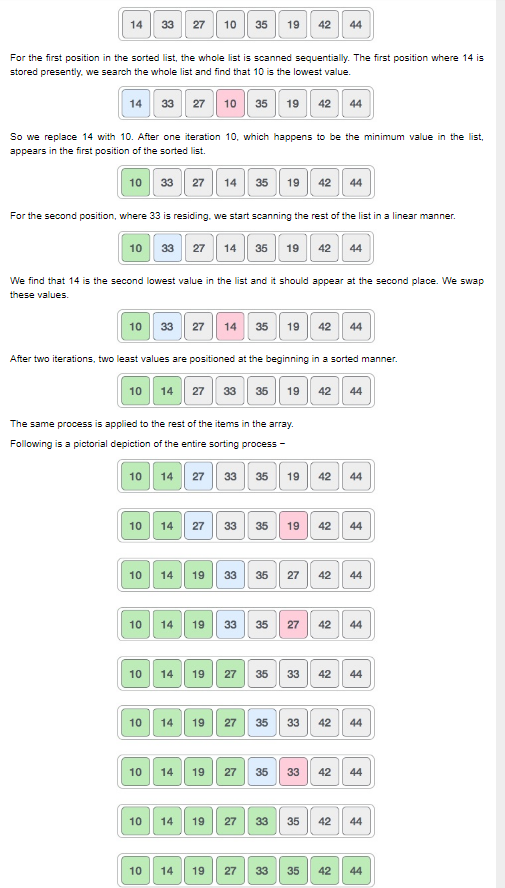 14 33 27 10 35 19 42 44
For the first position in the sorted list, the whole list is scanned sequentially. The first position where 14 is
stored presently, we search the whole list and find that 10 is the lowest value.
14 33 27 10 35 19 42 44
So we replace 14 with 10. After one iteration 10, which happens to be the minimum value in the list,
appears in the first position of the sorted list.
10 33 27 14 35 19 42 44
For the second position, where 33 is residing, we start scanning the rest of the list in a linear manner.
10 33 27 14 35 19 42 44
We find that 14 is the second lowest value in the list and it should appear at the second place. We swap
these values.
10 33 27 14 35 19 42 44
After two iterations, two least values are positioned at the beginning in a sorted manner.
10 14 27 33 35 19 42 44
The same process is applied to the rest of the items in the array.
Following is a pictorial depiction of the entire sorting process −
10 14 27 33 35 19 42 44
10 14 27 33 35 19 42 44
10 14 19 33 35 27 42 44
10 14 19 33 35 27 42 44
10 14 19 27 35 33 42 44
10 14 19 27 35 33 42 44
10 14 19 27 35 33 42 44
10 14 19 27 33 35 42 44
10 14 19 27 33 35 42 44